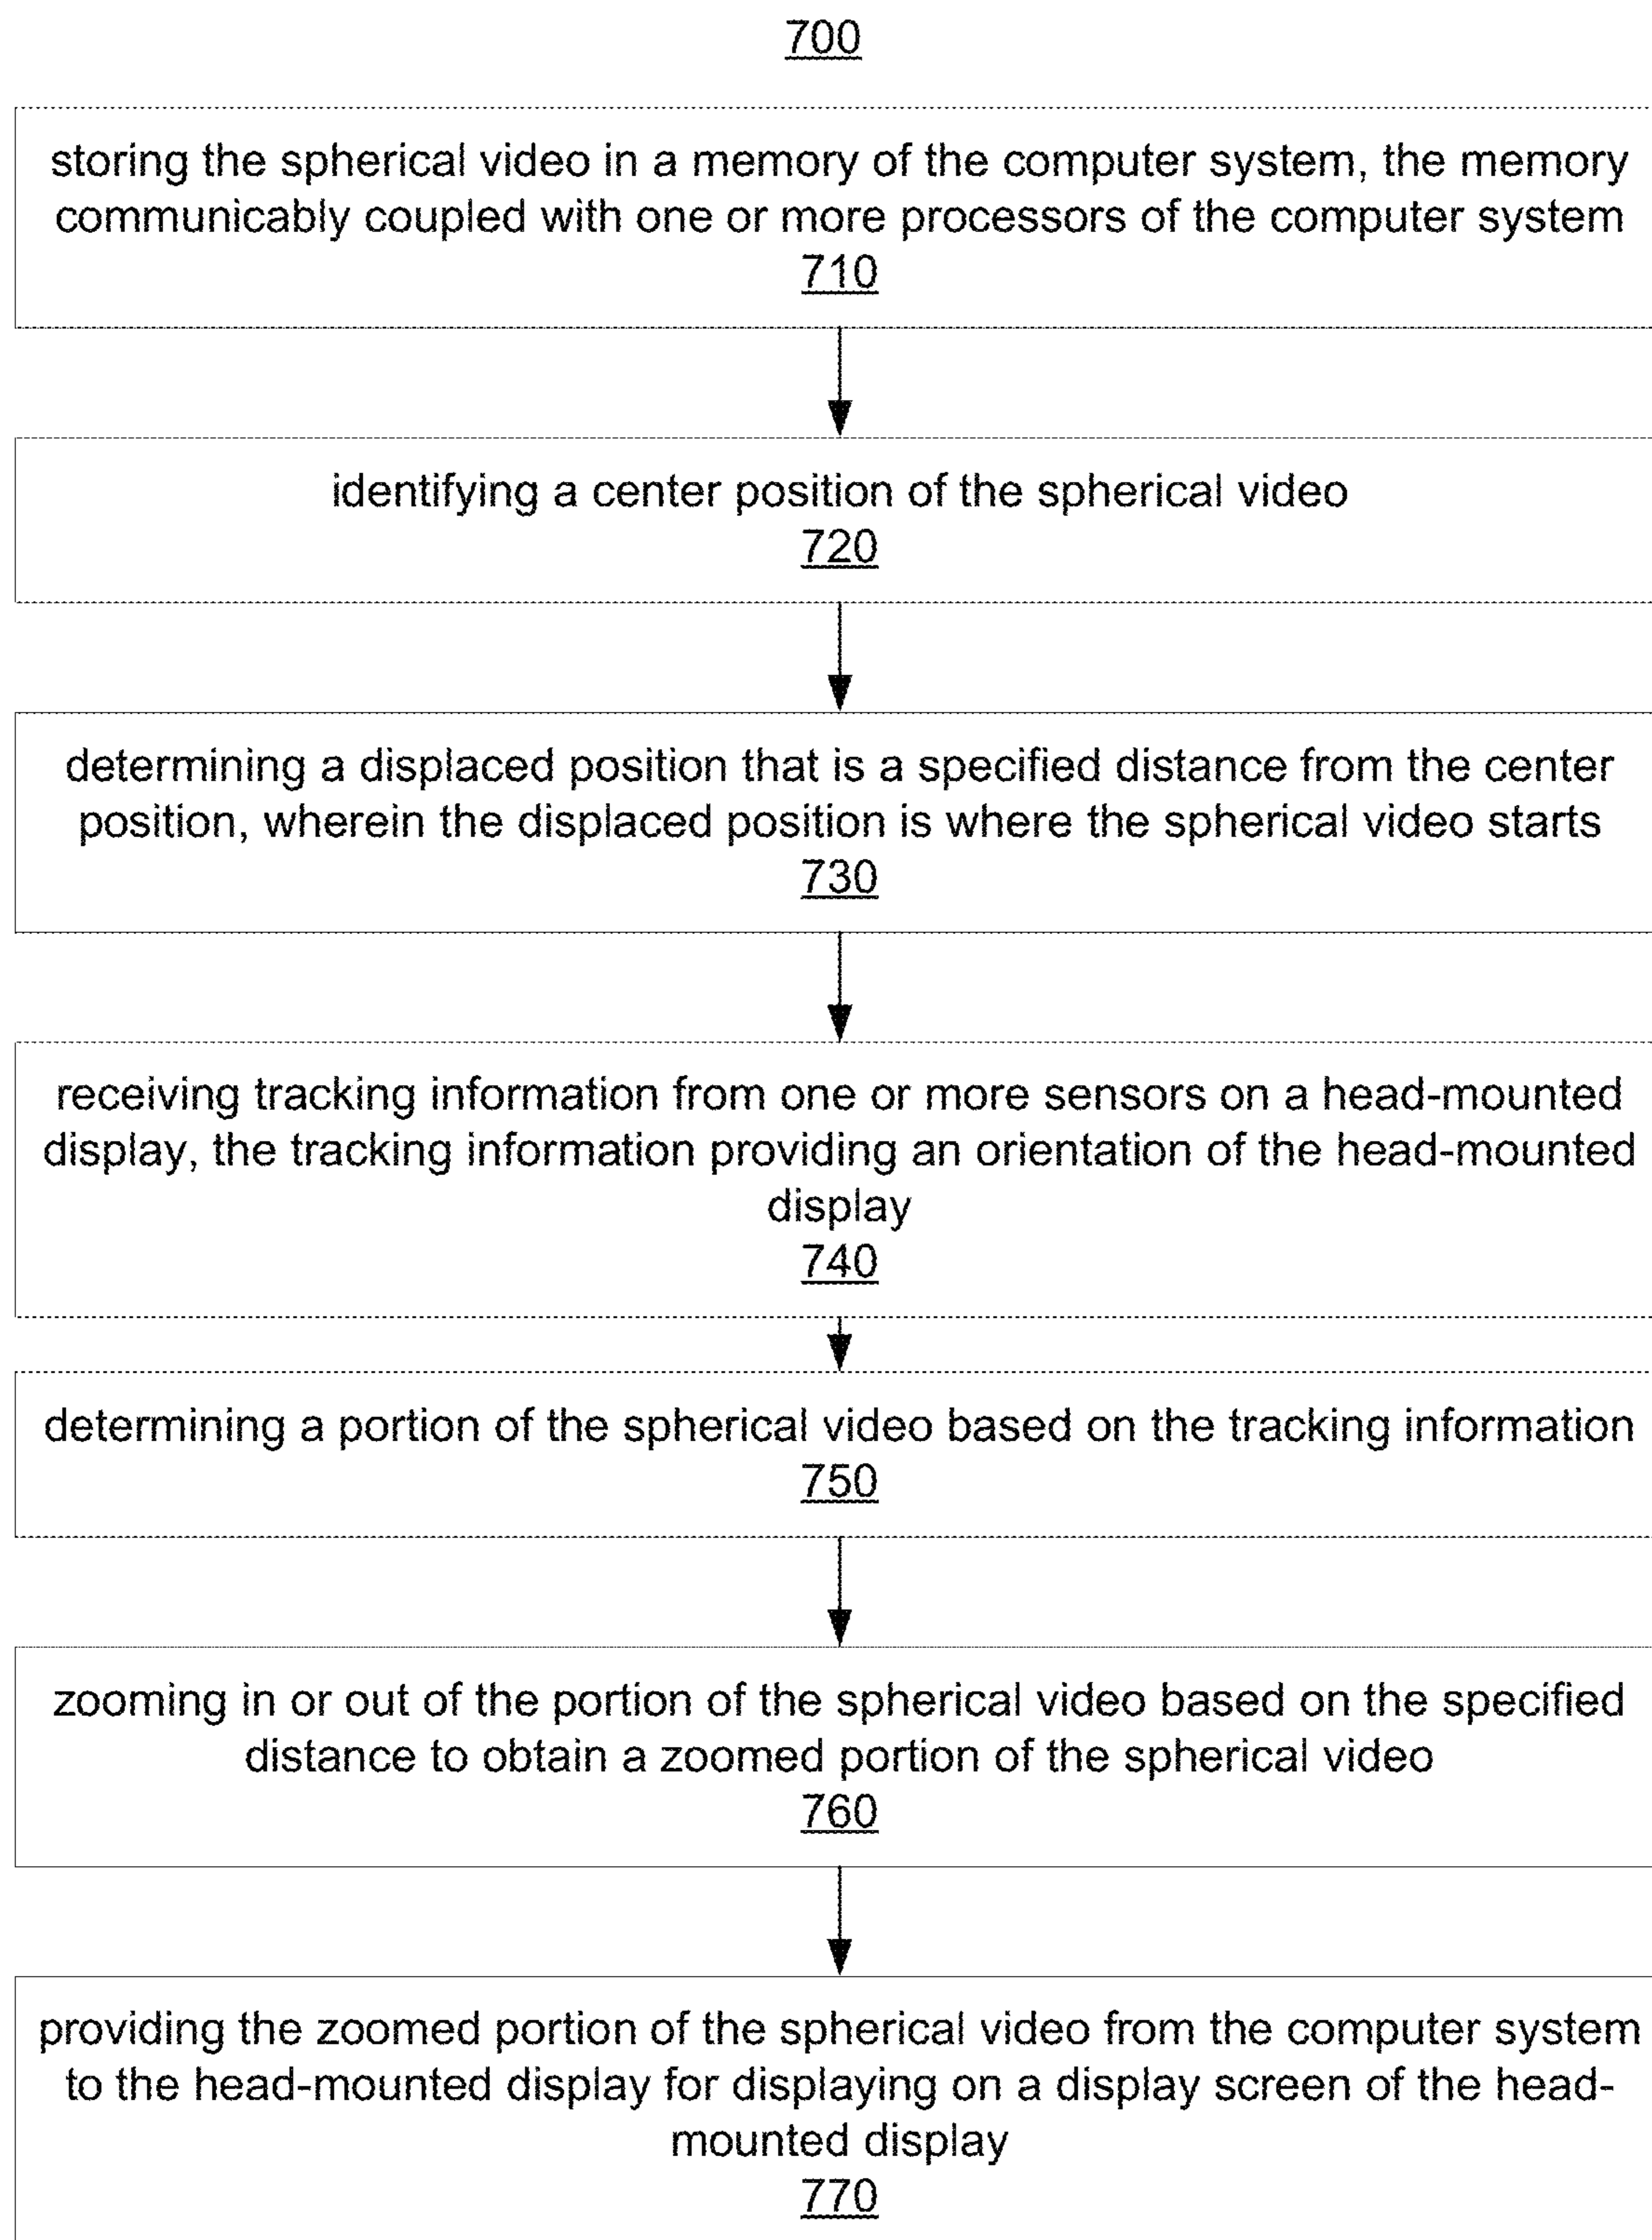 700
storing the spherical video in a memory of the computer system, the memory
communicably coupled with one or more processors of the computer system
710
identifying a center position of the spherical video
720
determining a displaced position that is a specified distance from the center
position, wherein the displaced position is where the spherical video starts
730
receiving tracking information from one or more sensors on a head-mounted
display, the tracking information providing an orientation of the head-mounted
display
740
determining a portion of the spherical video based on the tracking information
750
zooming in or out of the portion of the spherical video based on the specified
distance to obtain a zoomed portion of the spherical video
760
providing the zoomed portion of the spherical video from the computer system
to the head-mounted display for displaying on a display screen of the head-
mounted display
770